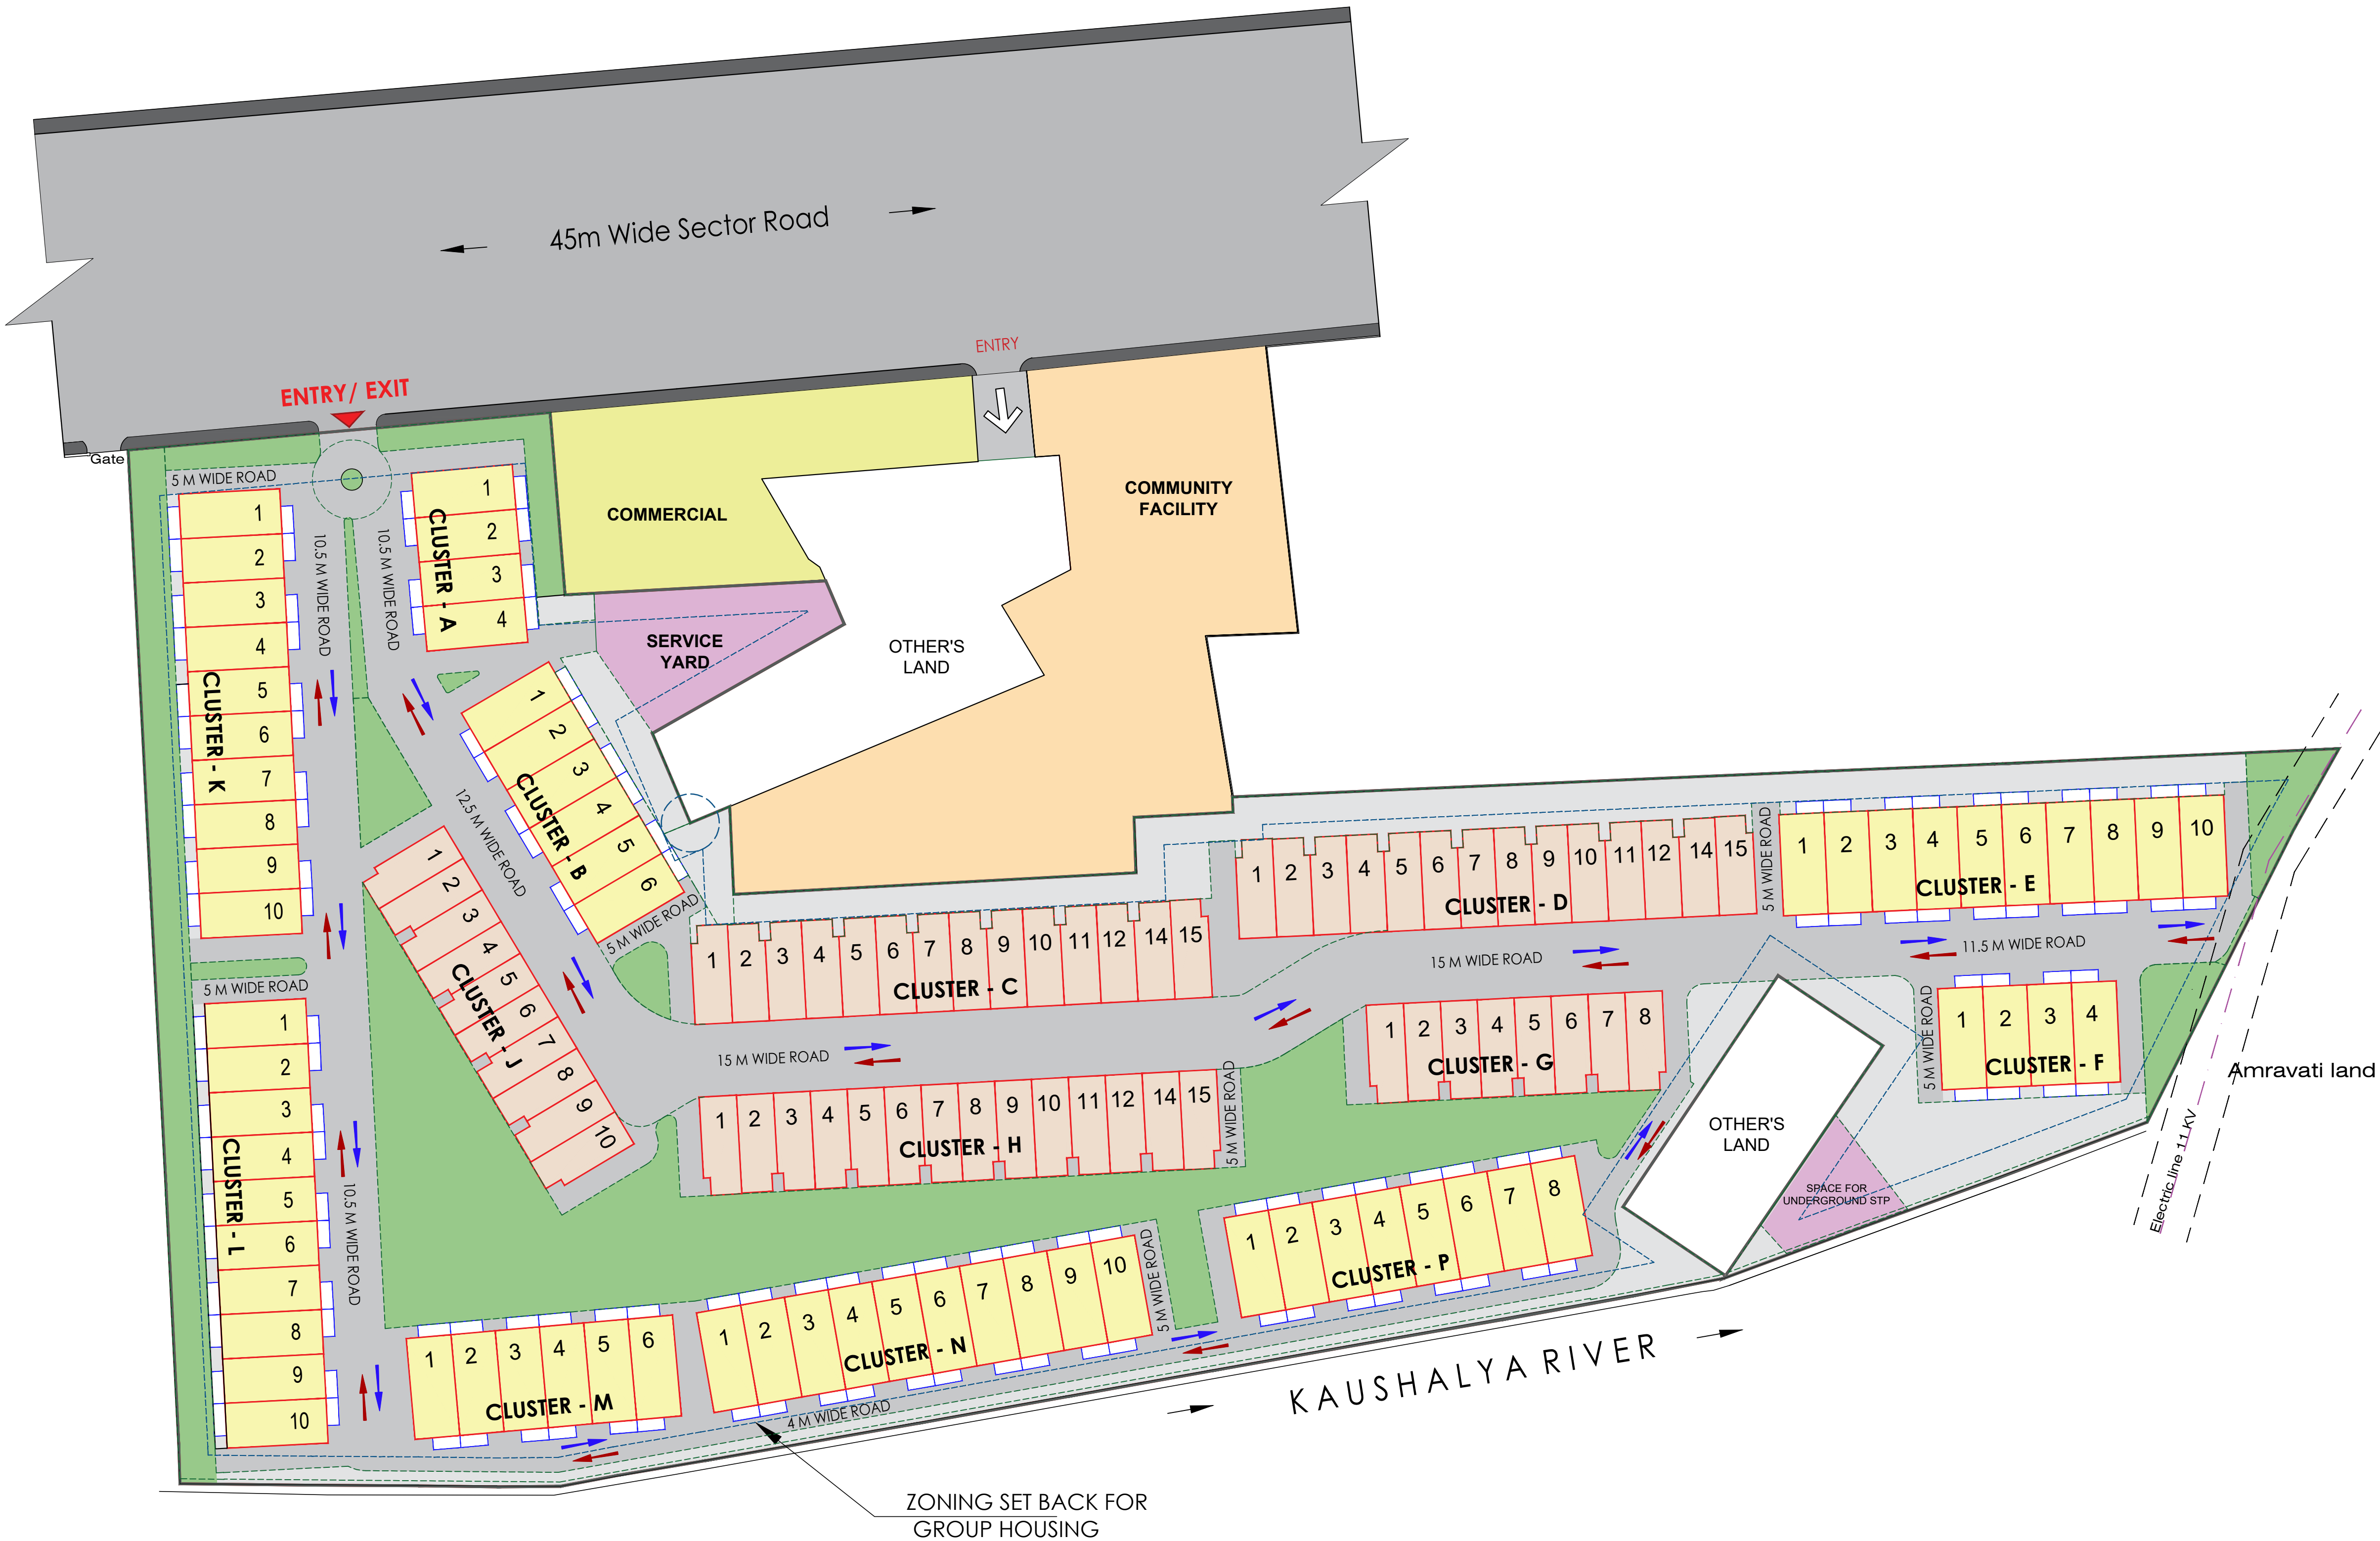 45m Wide Sector Road
ENTRY
ENTRY/ EXIT
Gate
5 M WIDE ROAD
COMMERCIAL
COMMUNITY
FACILITY
SERVICE
YARD
OTHER'S
LAND
10.5 M WIDE ROAD
10.5 M WIDE ROAD
CLUSTER - A
1
2
3
4
CLUSTER - K
1
2
3
4
5
6
7
8
9
10
CLUSTER - B
1
2
3
4
5
6
12.5 M WIDE ROAD
5 M WIDE ROAD
5 M WIDE ROAD
CLUSTER - J
1
2
3
4
5
6
7
8
9
10
CLUSTER - C
1 2 3 4 5 6 7 8 9 10 11 12 14 15
CLUSTER - D
1 2 3 4 5 6 7 8 9 10 11 12 14 15
5 M WIDE ROAD
CLUSTER - E
1 2 3 4 5 6 7 8 9 10
15 M WIDE ROAD
11.5 M WIDE ROAD
15 M WIDE ROAD
CLUSTER - G
1 2 3 4 5 6 7 8
5 M WIDE ROAD
CLUSTER - F
1 2 3 4
CLUSTER - H
1 2 3 4 5 6 7 8 9 10 11 12 14 15
5 M WIDE ROAD
OTHER'S
LAND
SPACE FOR
UNDERGROUND STP
Amravati land
Electric line 11 KV
CLUSTER - L
1
2
3
4
5
6
7
8
9
10
10.5 M WIDE ROAD
CLUSTER - M
1 2 3 4 5 6
CLUSTER - N
1 2 3 4 5 6 7 8 9 10
5 M WIDE ROAD
CLUSTER - P
1 2 3 4 5 6 7 8
4 M WIDE ROAD
KAUSHALYA RIVER
ZONING SET BACK FOR
GROUP HOUSING